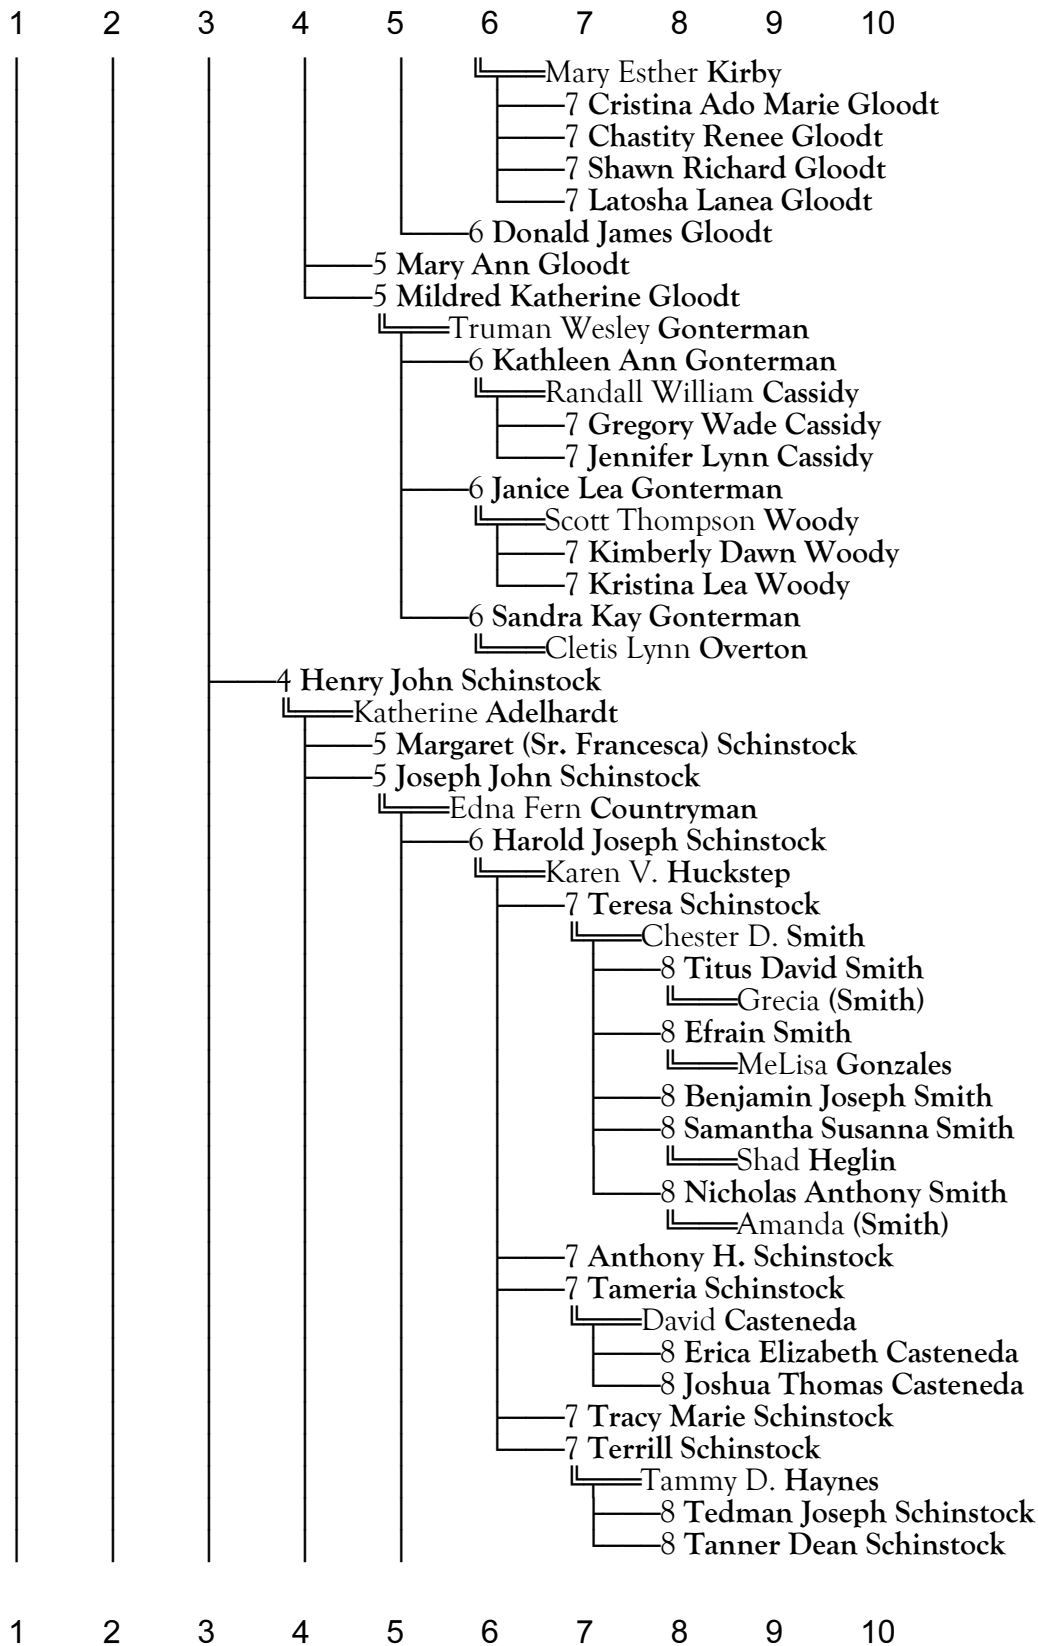 1 2 3 4 5 6 7 8 9 10
Mary Esther Kirby
7 Cristina Ado Marie Gloodt
7 Chastity Renee Gloodt
7 Shawn Richard Gloodt
7 Latosha Lanea Gloodt
6 Donald James Gloodt
5 Mary Ann Gloodt
5 Mildred Katherine Gloodt
Truman Wesley Gonterman
6 Kathleen Ann Gonterman
Randall William Cassidy
7 Gregory Wade Cassidy
7 Jennifer Lynn Cassidy
6 Janice Lea Gonterman
Scott Thompson Woody
7 Kimberly Dawn Woody
7 Kristina Lea Woody
6 Sandra Kay Gonterman
Cletis Lynn Overton
4 Henry John Schinstock
Katherine Adelhardt
5 Margaret (Sr. Francesca) Schinstock
5 Joseph John Schinstock
Edna Fern Countryman
6 Harold Joseph Schinstock
Karen V. Huckstep
7 Teresa Schinstock
Chester D. Smith
8 Titus David Smith
Grecia (Smith)
8 Efrain Smith
MeLisa Gonzales
8 Benjamin Joseph Smith
8 Samantha Susanna Smith
Shad Heglin
8 Nicholas Anthony Smith
Amanda (Smith)
7 Anthony H. Schinstock
7 Tameria Schinstock
David Casteneda
8 Erica Elizabeth Casteneda
8 Joshua Thomas Casteneda
7 Tracy Marie Schinstock
7 Terrill Schinstock
Tammy D. Haynes
8 Tedman Joseph Schinstock
8 Tanner Dean Schinstock
1 2 3 4 5 6 7 8 9 10